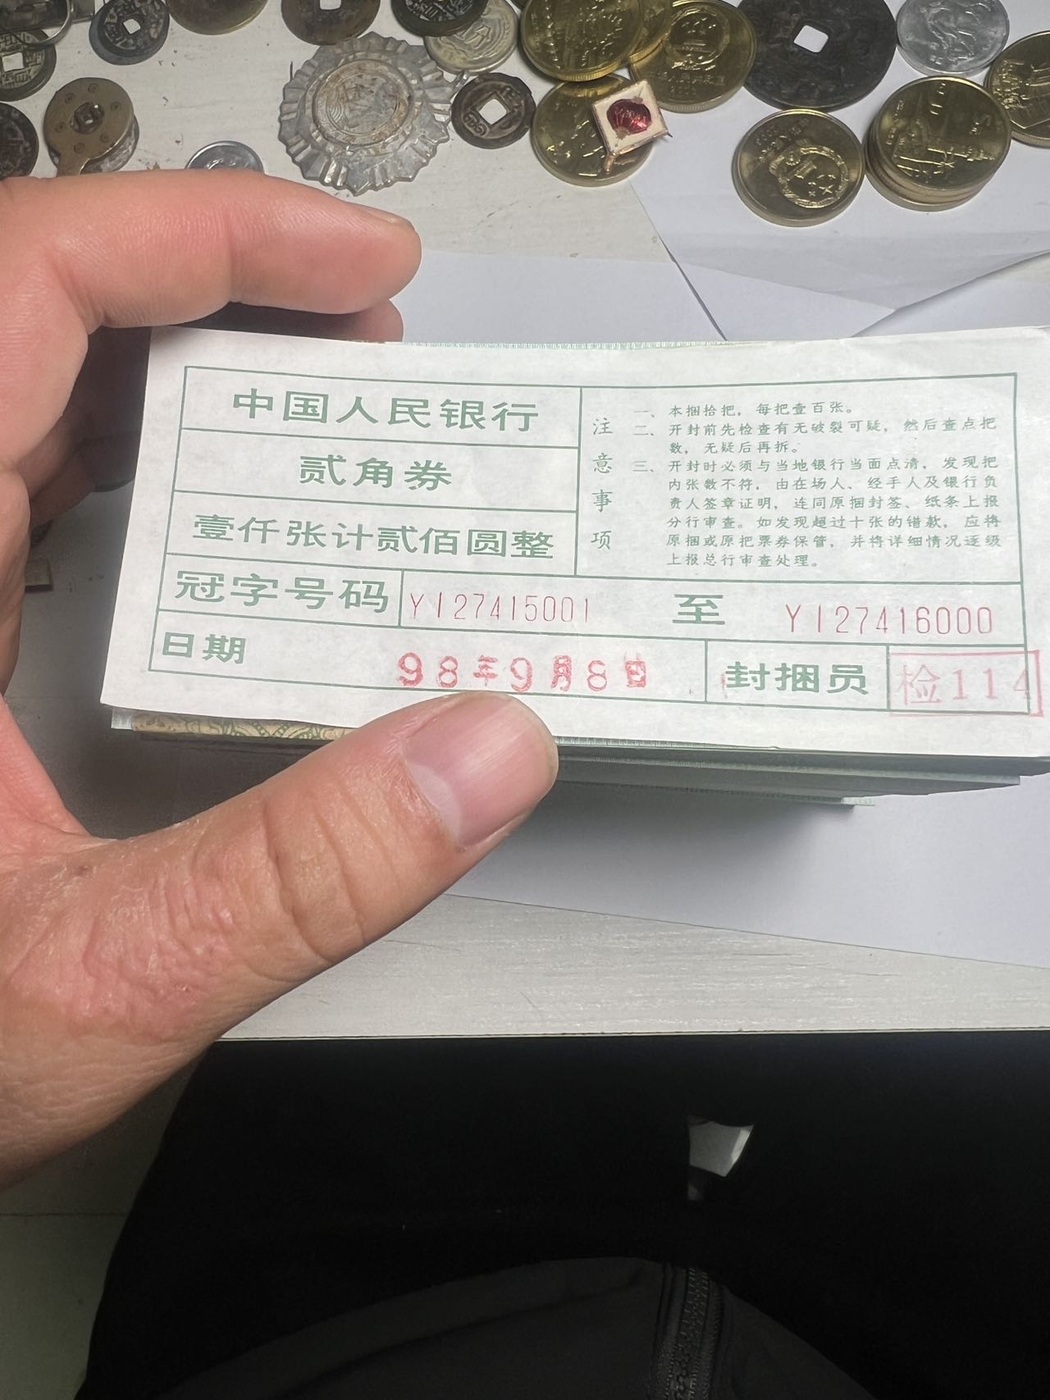 中国人民银行
贰角券
壹仟张计贰佰圆整
注意事项
一、本捆拾把，每把壹百张。
二、开封前先检查有无破裂可疑，然后查点把
数，无疑后再拆。
三、开封时必须与当地银行当面点清，发现把
内张数不符，由在场人、经手人及银行负
责人签章证明，连同原捆封签、纸条上报
分行审查。如发现超过十张的错款，应将
原捆或原把票券保管，并将详细情况逐级
上报总行审查处理。
冠字号码 YI27415001 至 YI27416000
日期 98年9月8日 封捆员 检114